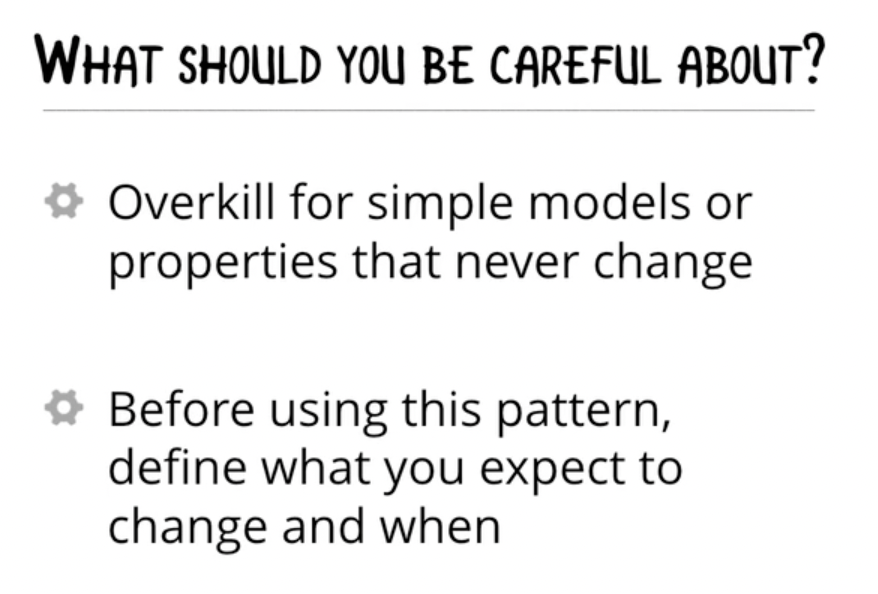 WHAT SHOULD YOU BE CAREFUL ABOUT?
Overkill for simple models or
properties that never change
Before using this pattern,
define what you expect to
change and when